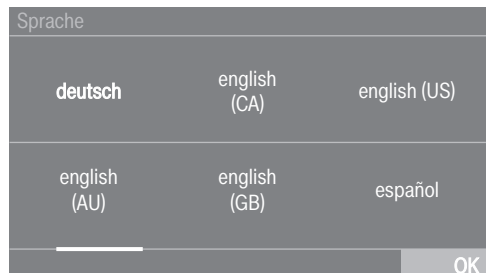 Sprache
deutsch
english
(CA)
english (US)
english
(AU)
english
(GB)
español
OK